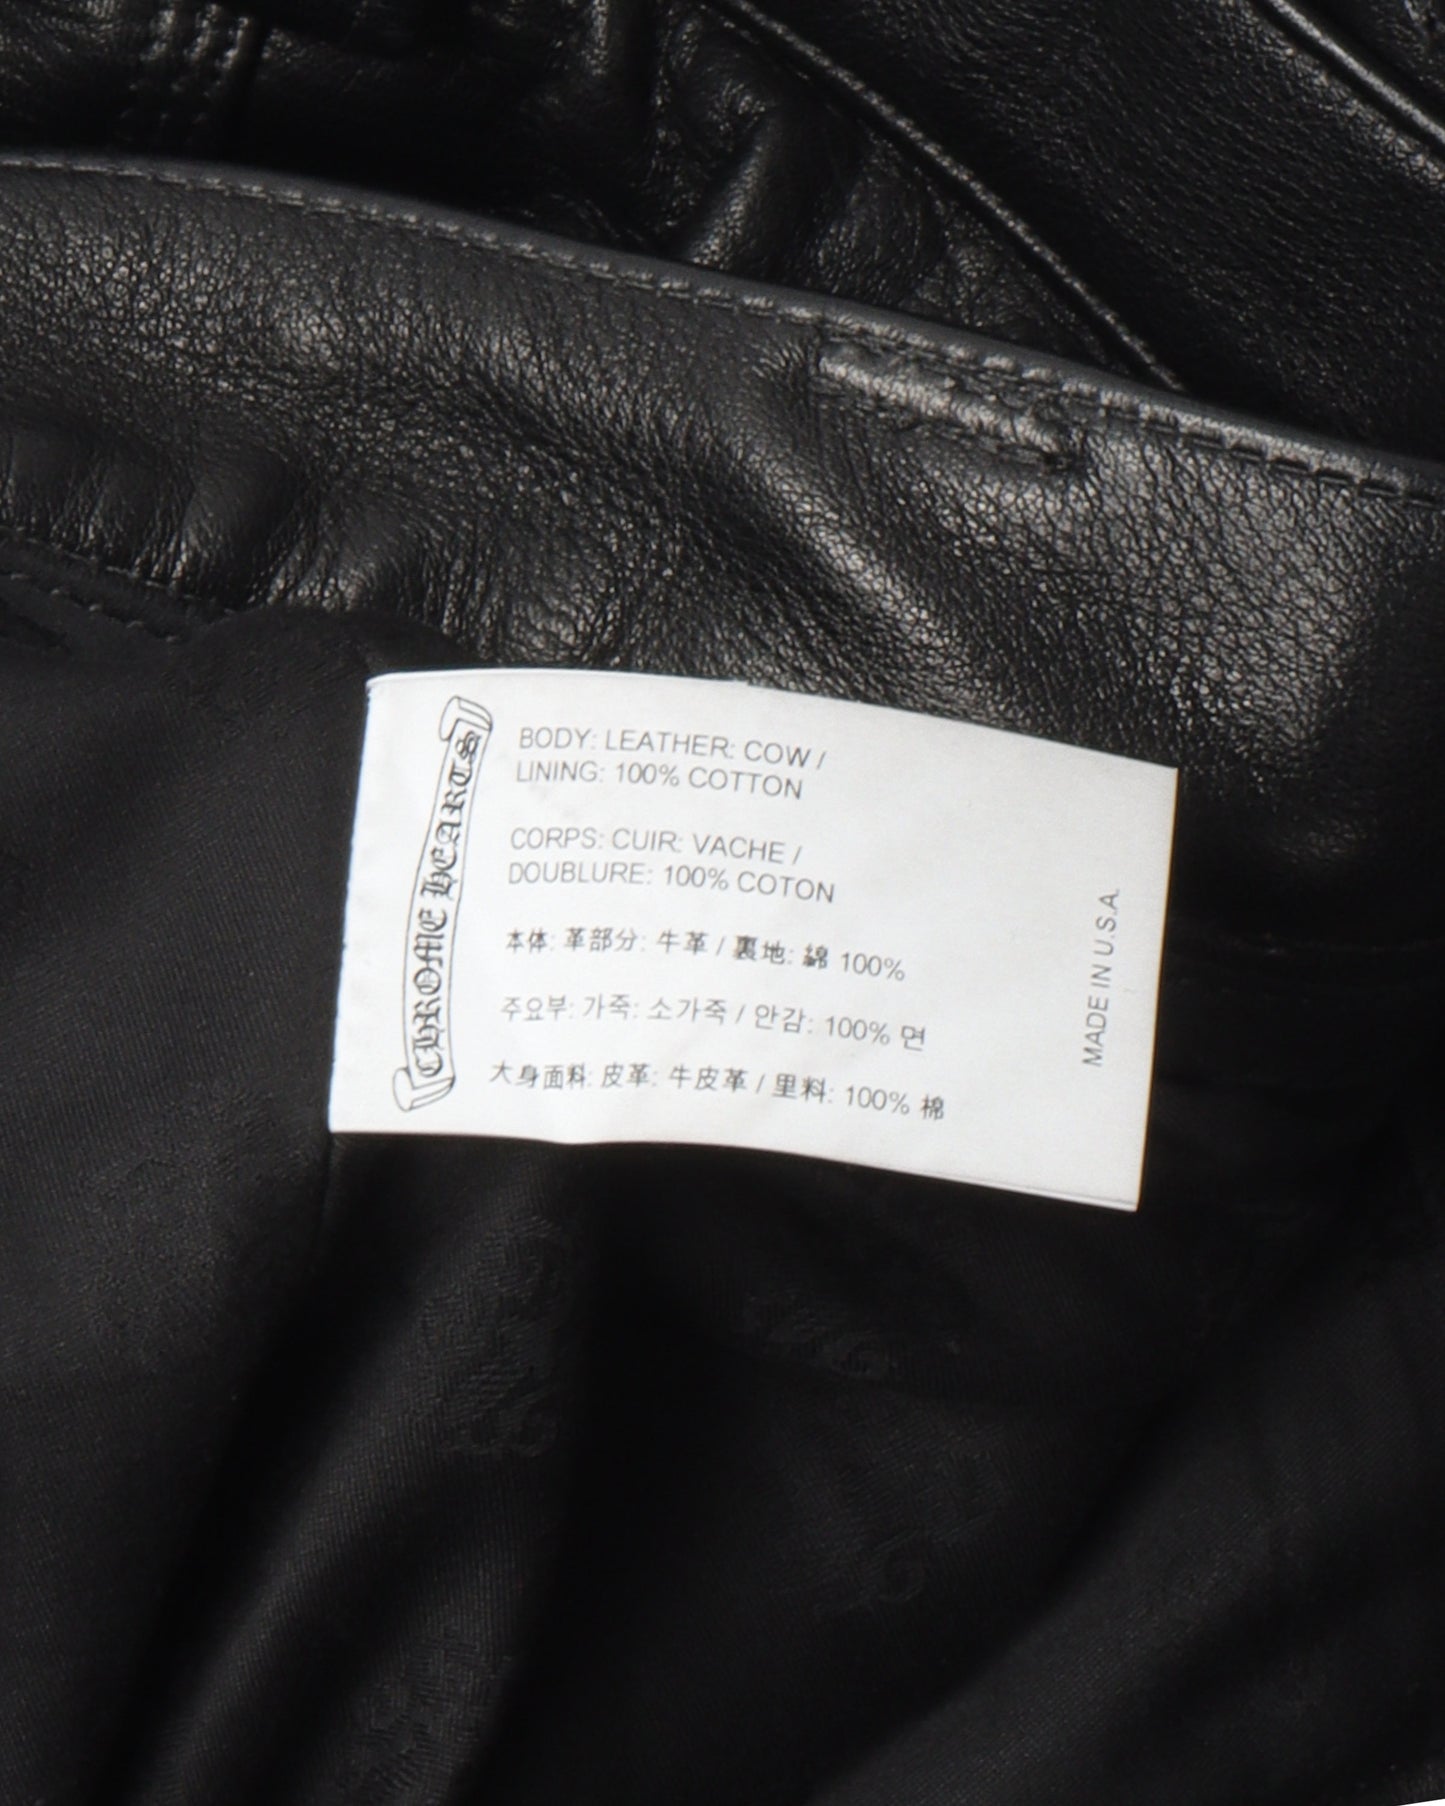 CHROME HEARTS
BODY: LEATHER: COW /
LINING: 100% COTTON
CORPS: CUIR: VACHE /
DOUBLURE: 100% COTON
本体: 革部分: 牛革 / 裏地: 綿 100%
주요부: 가죽: 소가죽 / 안감: 100% 면
大身面料: 皮革: 牛皮革 / 里料: 100% 棉
MADE IN U.S.A.